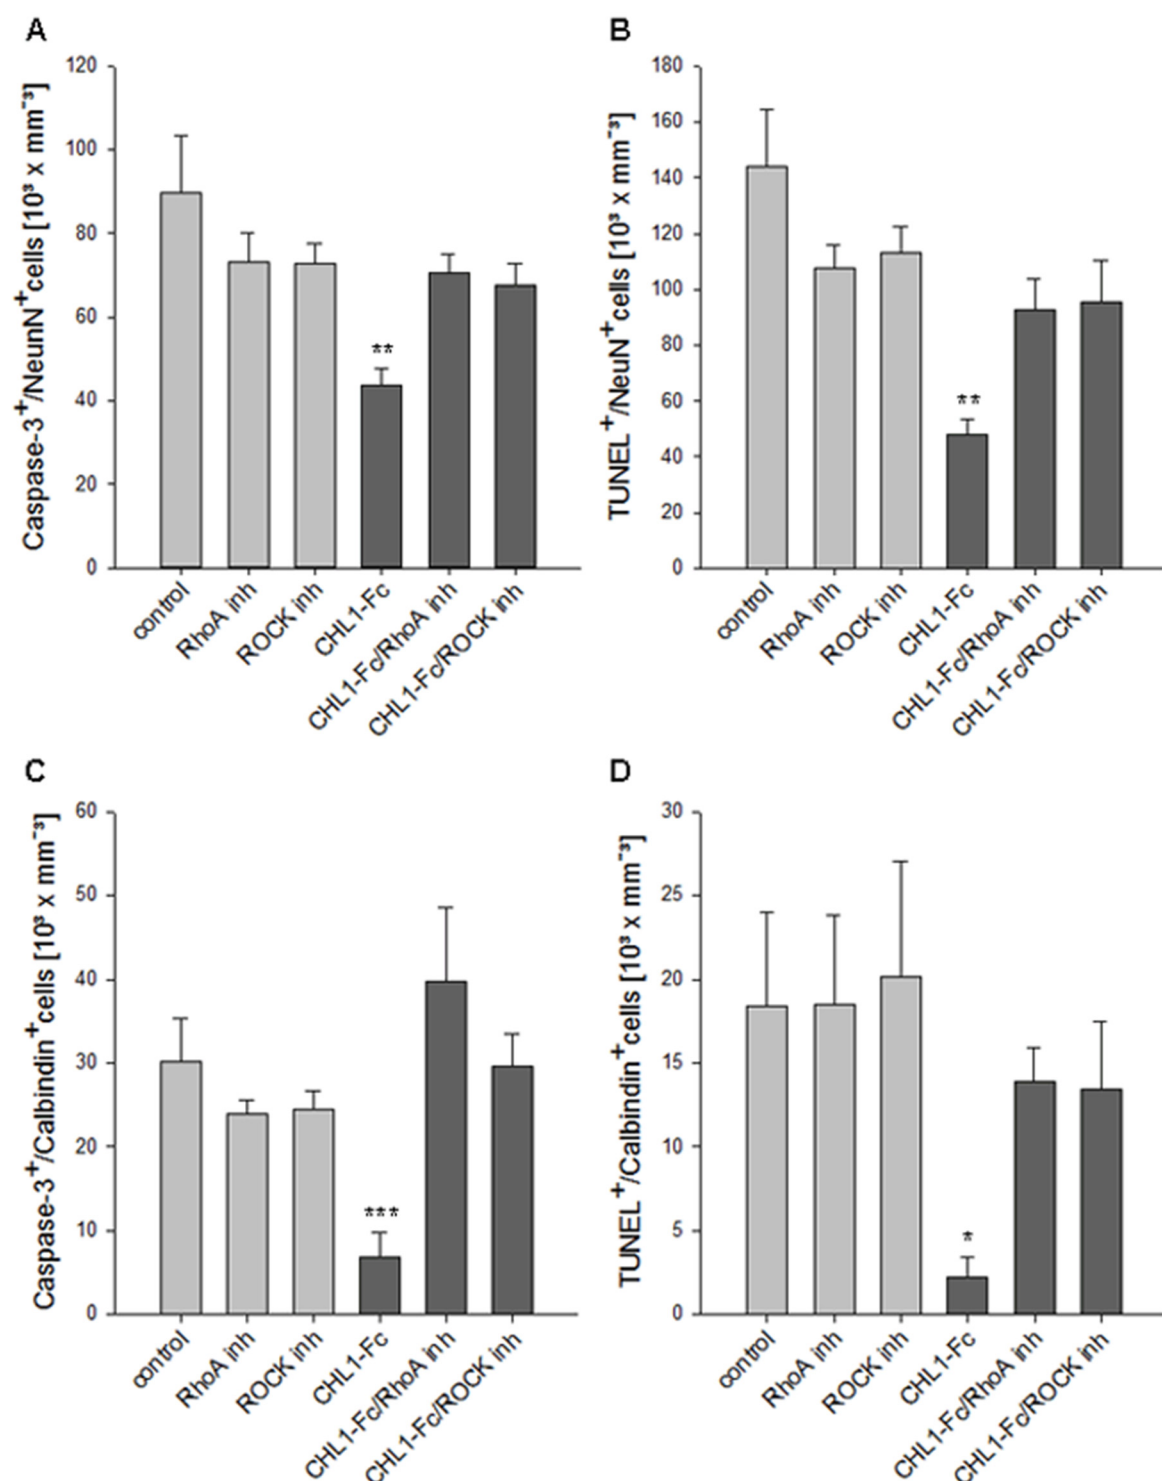 A
Caspase-3⁺/NeunN⁺cells [10³ x mm⁻³]
120
100
80
60
40
20
0
**
control
RhoA inh
ROCK inh
CHL1-Fc
CHL1-Fc/RhoA inh
CHL1-Fc/ROCK inh
B
TUNEL⁺/NeuN⁺cells [10³ x mm⁻³]
180
160
140
120
100
80
60
40
20
0
**
control
RhoA inh
ROCK inh
CHL1-Fc
CHL1-Fc/RhoA inh
CHL1-Fc/ROCK inh
C
Caspase-3⁺/Calbindin⁺cells [10³ x mm⁻³]
60
50
40
30
20
10
0
***
control
RhoA inh
ROCK inh
CHL1-Fc
CHL1-Fc/RhoA inh
CHL1-Fc/ROCK inh
D
TUNEL⁺/Calbindin⁺cells [10³ x mm⁻³]
30
25
20
15
10
5
0
*
control
RhoA inh
ROCK inh
CHL1-Fc
CHL1-Fc/RhoA inh
CHL1-Fc/ROCK inh